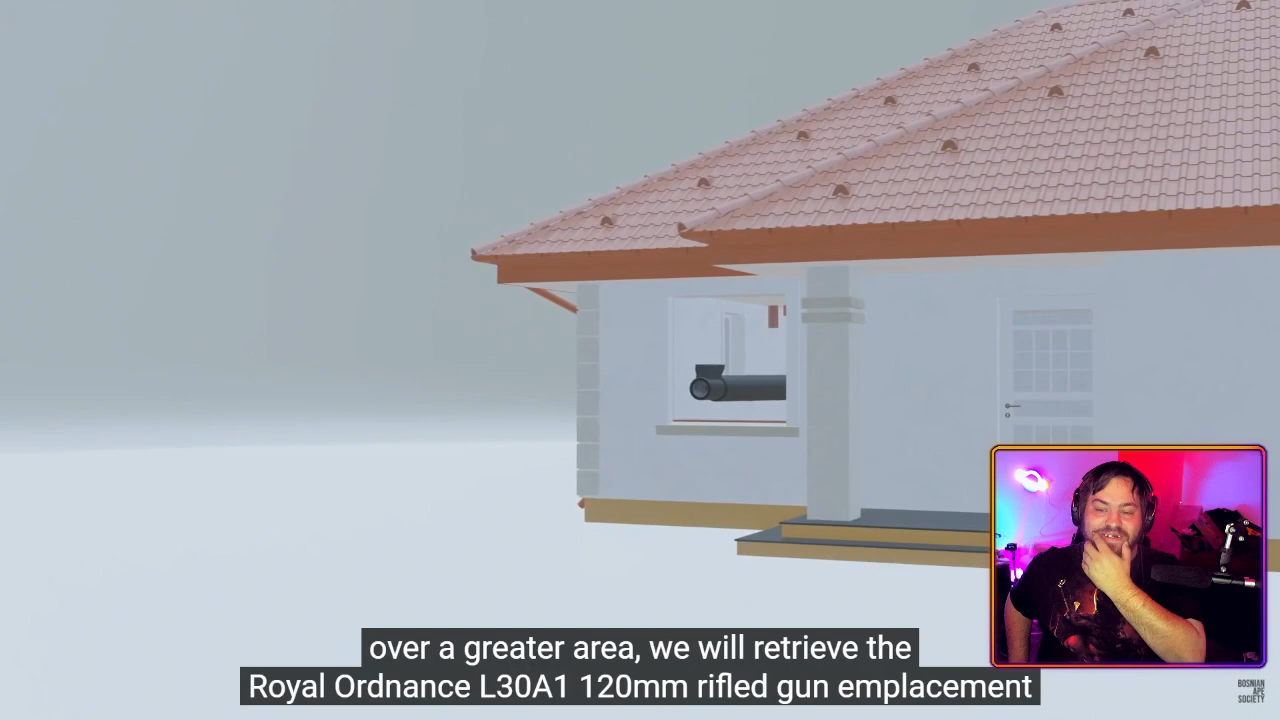 over a greater area, we will retrieve the
Royal Ordnance L30A1 120mm rifled gun emplacement
BOSNIAN
APE
SOCIETY